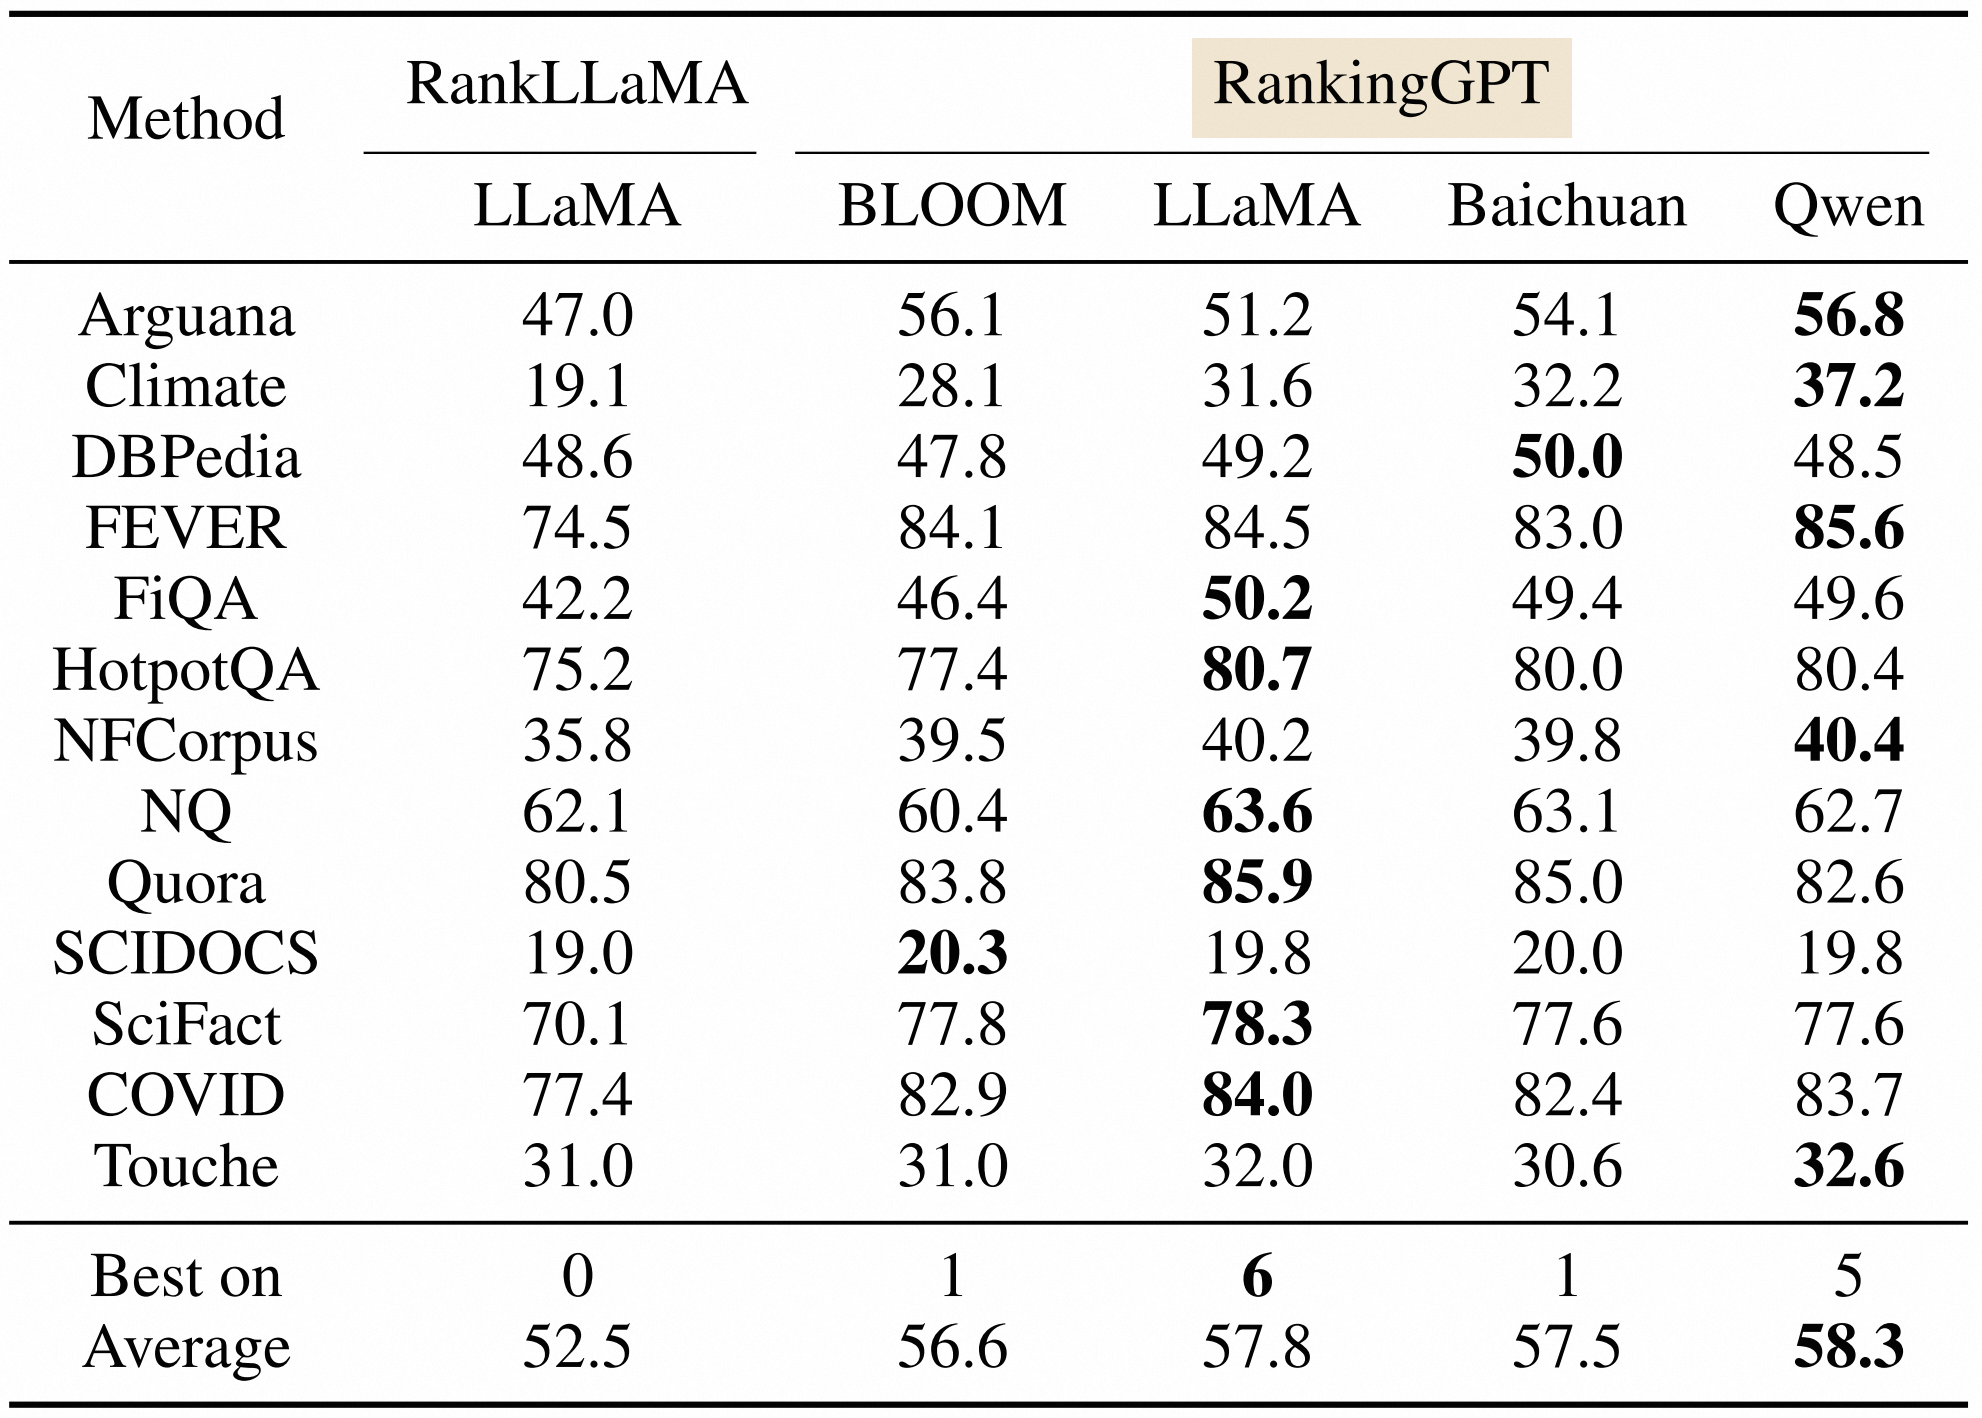 Method RankLLaMA RankingGPT
LLaMA BLOOM LLaMA Baichuan Qwen
Arguana 47.0 56.1 51.2 54.1 56.8
Climate 19.1 28.1 31.6 32.2 37.2
DBPedia 48.6 47.8 49.2 50.0 48.5
FEVER 74.5 84.1 84.5 83.0 85.6
FiQA 42.2 46.4 50.2 49.4 49.6
HotpotQA 75.2 77.4 80.7 80.0 80.4
NFCorpus 35.8 39.5 40.2 39.8 40.4
NQ 62.1 60.4 63.6 63.1 62.7
Quora 80.5 83.8 85.9 85.0 82.6
SCIDOCS 19.0 20.3 19.8 20.0 19.8
SciFact 70.1 77.8 78.3 77.6 77.6
COVID 77.4 82.9 84.0 82.4 83.7
Touche 31.0 31.0 32.0 30.6 32.6
Best on 0 1 6 1 5
Average 52.5 56.6 57.8 57.5 58.3